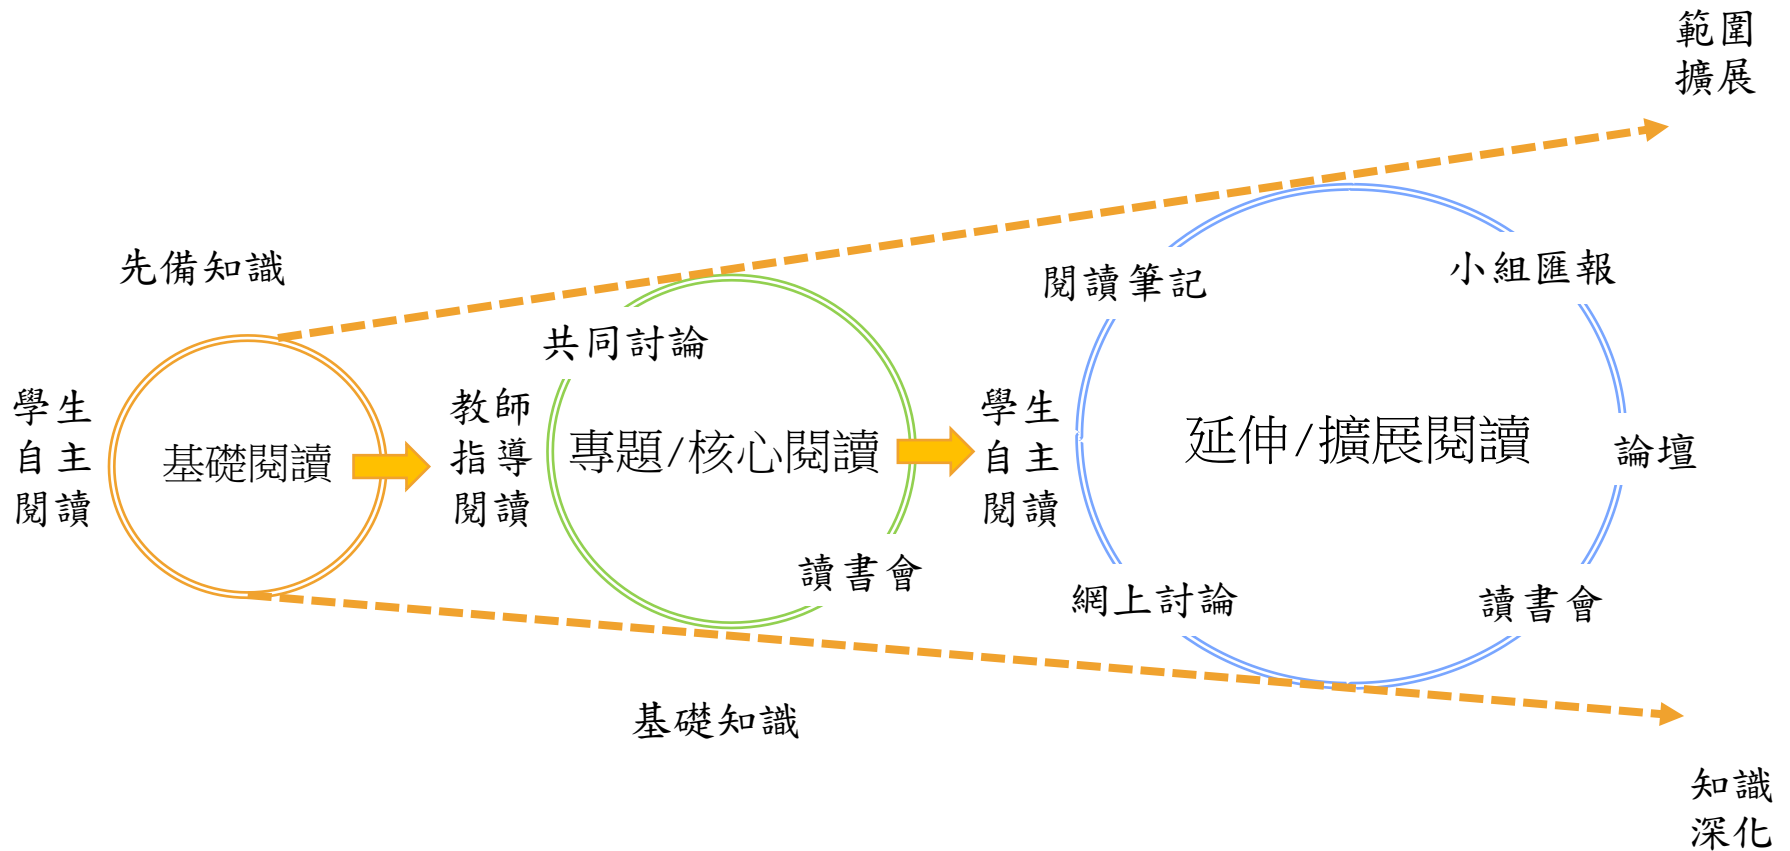 範圍
擴展
先備知識
閱讀筆記
小組匯報
共同討論
學生
自主
閱讀
基礎閱讀
教師
指導
閱讀
專題/核心閱讀
學生
自主
閱讀
延伸/擴展閱讀
論壇
讀書會
網上討論
讀書會
基礎知識
知識
深化